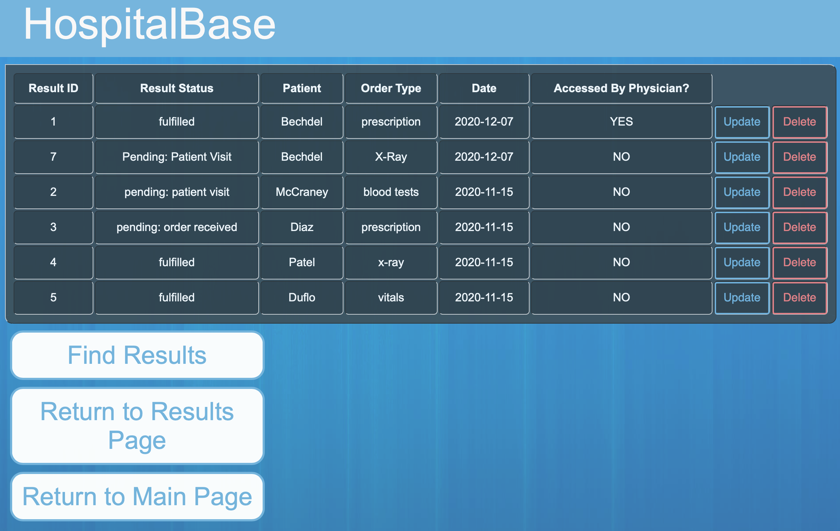 HospitalBase
Result ID Result Status Patient Order Type Date Accessed By Physician?
1 fulfilled Bechdel prescription 2020-12-07 YES Update Delete
7 Pending: Patient Visit Bechdel X-Ray 2020-12-07 NO Update Delete
2 pending: patient visit McCraney blood tests 2020-11-15 NO Update Delete
3 pending: order received Diaz prescription 2020-11-15 NO Update Delete
4 fulfilled Patel x-ray 2020-11-15 NO Update Delete
5 fulfilled Duflo vitals 2020-11-15 NO Update Delete
Find Results
Return to Results
Page
Return to Main Page